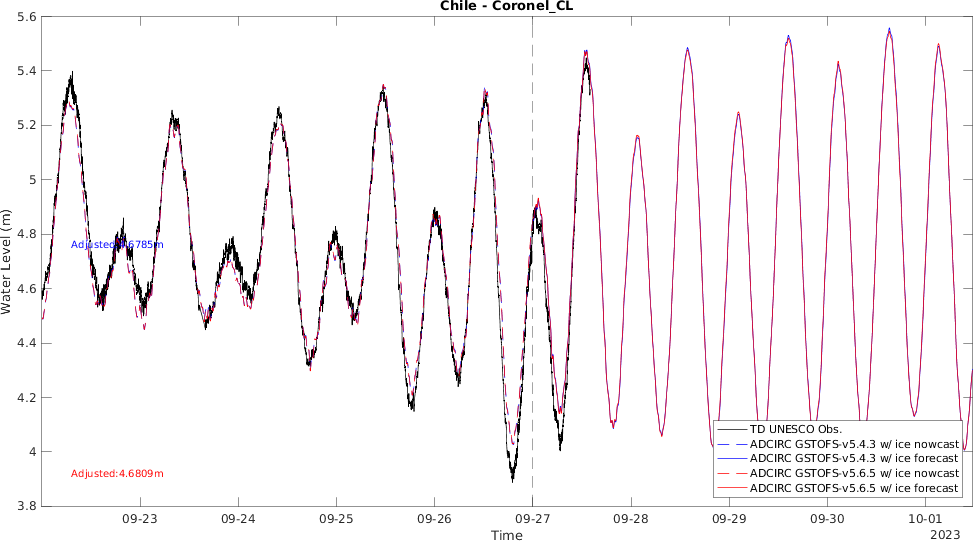 Chile - Coronel_CL
5.6
5.4
5.2
5
4.8
4.6
4.4
4.2
4
3.8
Water Level (m)
Adjusted:4.6785m
Adjusted:4.6809m
TD UNESCO Obs.
ADCIRC GSTOFS-v5.4.3 w/ ice nowcast
ADCIRC GSTOFS-v5.4.3 w/ ice forecast
ADCIRC GSTOFS-v5.6.5 w/ ice nowcast
ADCIRC GSTOFS-v5.6.5 w/ ice forecast
09-23 09-24 09-25 09-26 09-27 09-28 09-29 09-30 10-01
Time 2023